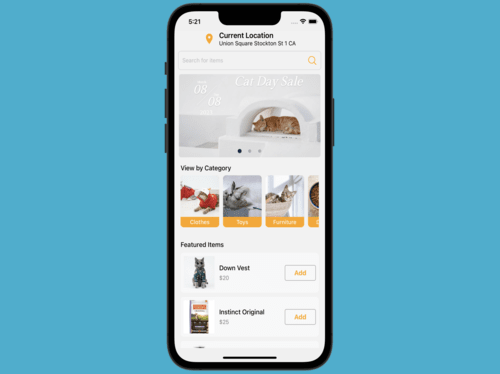 5:21
Current Location
Union Square Stockton St 1 CA
Search for items
08
Cat Day Sale
08
View by Category
Clothes
Toys
Furniture
Featured Items
Down Vest
$20
Add
Instinct Original
$25
Add